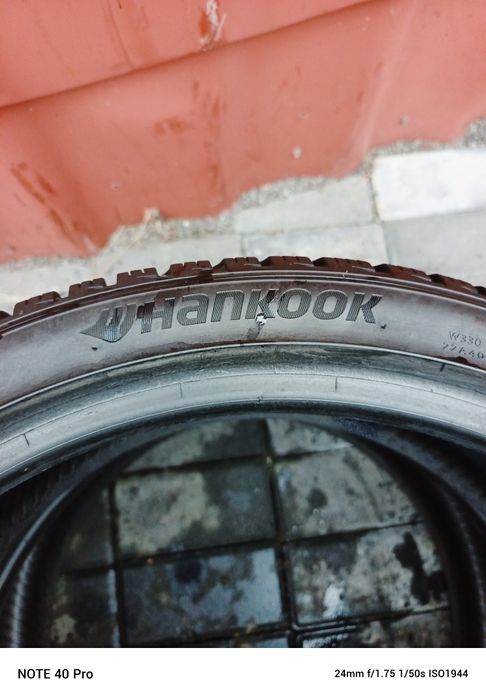 Hankook
W330
NOTE 40 Pro
24mm f/1.75 1/50s ISO1944